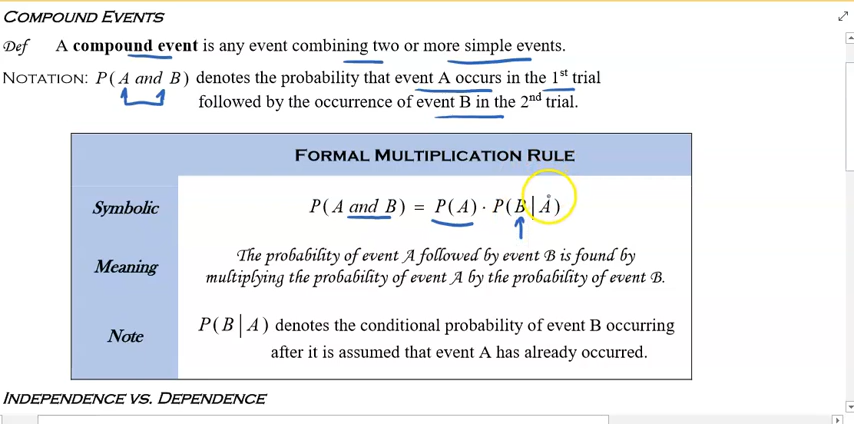 COMPOUND EVENTS
Def A compound event is any event combining two or more simple events.
NOTATION: P( A and B ) denotes the probability that event A occurs in the 1st trial
followed by the occurrence of event B in the 2nd trial.
FORMAL MULTIPLICATION RULE
Symbolic P( A and B ) = P( A ) · P( B | A )
Meaning The probability of event A followed by event B is found by
multiplying the probability of event A by the probability of event B.
Note P( B | A ) denotes the conditional probability of event B occurring
after it is assumed that event A has already occurred.
INDEPENDENCE VS. DEPENDENCE